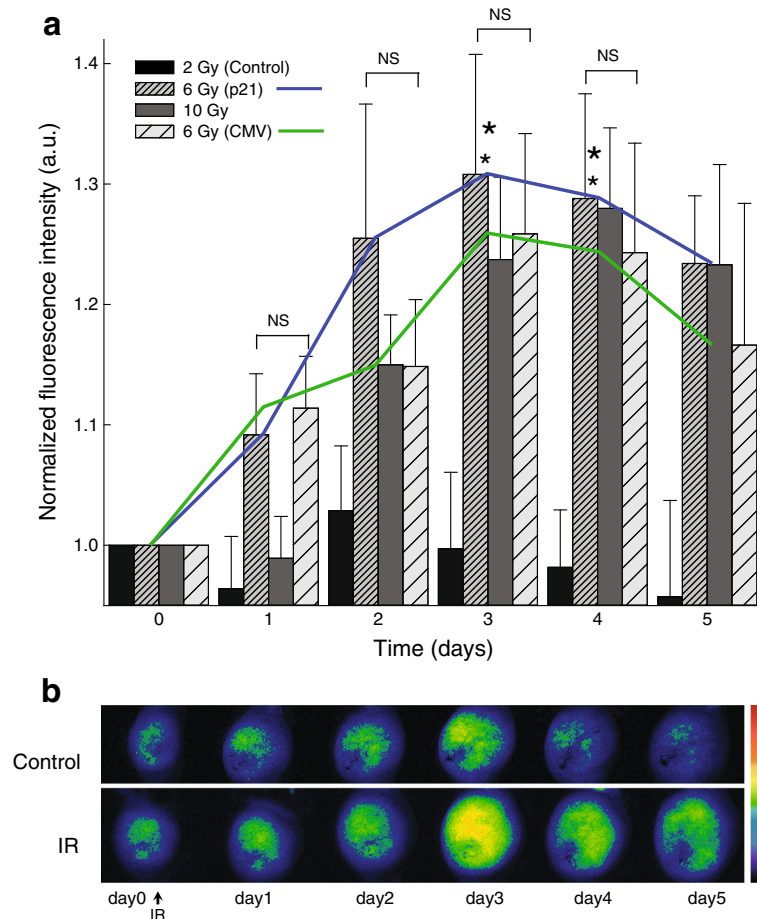 a
NS
NS
NS
NS
1.4
1.3
1.2
1.1
1.0
2 Gy (Control)
6 Gy (p21)
10 Gy
6 Gy (CMV)
*
*
*
*
Normalized fluorescence intensity (a.u.)
0 1 2 3 4 5
Time (days)
b
Control
IR
day0 day1 day2 day3 day4 day5
IR